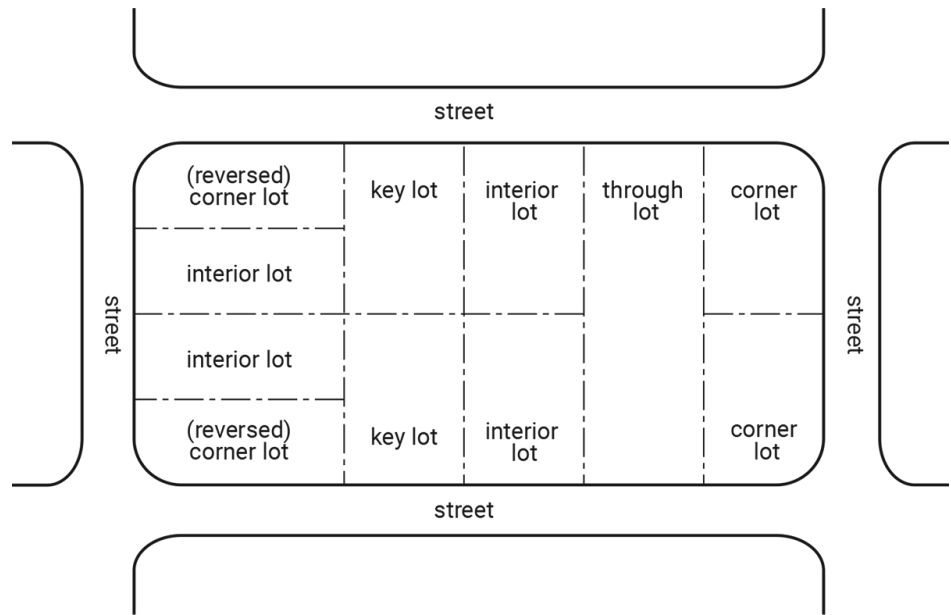 street
(reversed)
corner lot
key lot
interior
lot
through
lot
corner
lot
interior lot
street
street
interior lot
(reversed)
corner lot
key lot
interior
lot
corner
lot
street